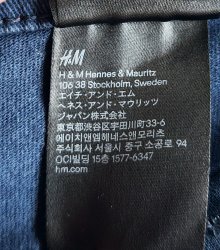 H&M
H & M Hennes & Mauritz
106 38 Stockholm, Sweden
エイチ・アンド・エム
ヘネス・アンド・マウリッツ
ジャパン株式会社
東京都渋谷区宇田川町33-6
에이치앤엠헤네스앤모리츠
주식회사 서울시 중구 소공로 94
OCI빌딩 15층 1577-6347
hm.com